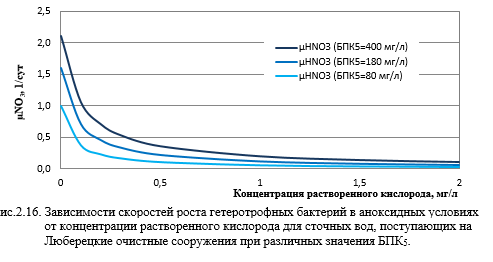 2,5
2,0
1,5
1,0
0,5
0,0
µNO₃, 1/сут
µHNO3 (БПК5=400 мг/л)
µHNO3 (БПК5=180 мг/л)
µHNO3 (БПК5=80 мг/л)
0 0,5 1 1,5 2
Концентрация растворенного кислорода, мг/л
ис.2.16. Зависимости скоростей роста гетеротрофных бактерий в аноксидных условиях
от концентрации растворенного кислорода для сточных вод, поступающих на
Люберецкие очистные сооружения при различных значения БПК₅.